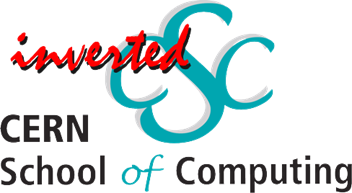 inverted
CSC
CERN
School of Computing